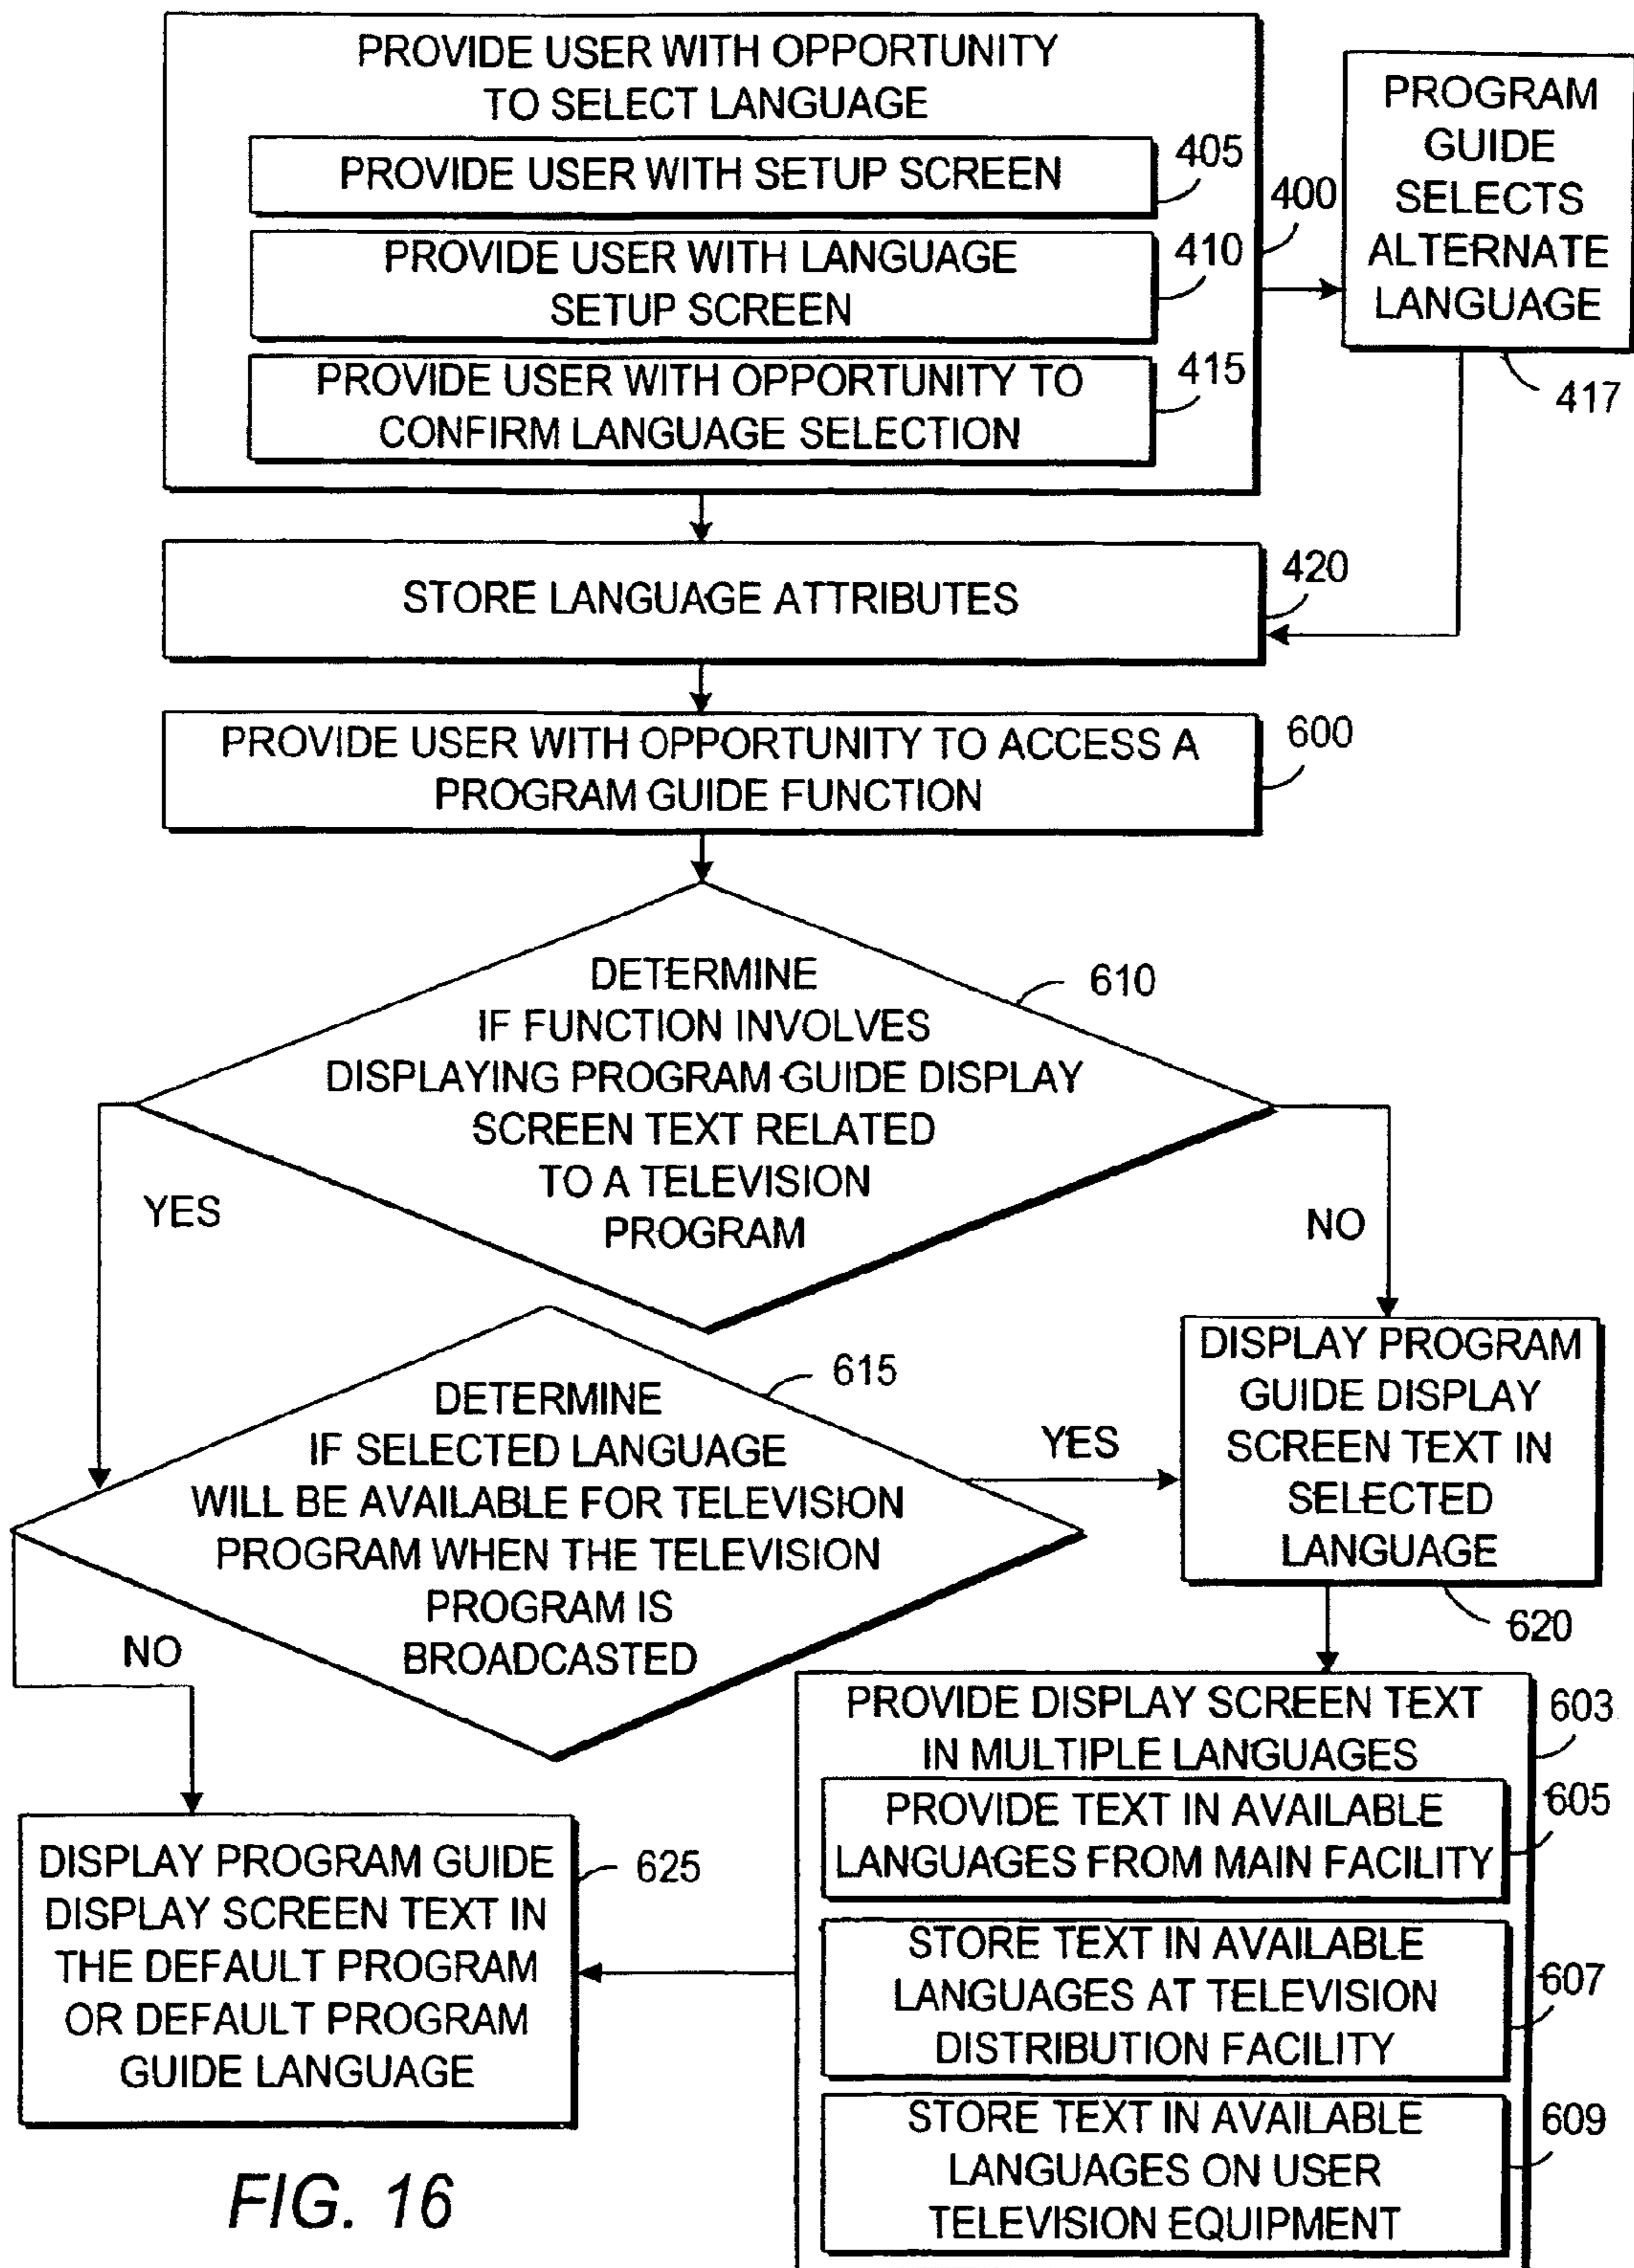 PROVIDE USER WITH OPPORTUNITY
TO SELECT LANGUAGE
PROVIDE USER WITH SETUP SCREEN
405
PROVIDE USER WITH LANGUAGE
SETUP SCREEN
410
PROVIDE USER WITH OPPORTUNITY TO
CONFIRM LANGUAGE SELECTION
415
400
PROGRAM
GUIDE
SELECTS
ALTERNATE
LANGUAGE
417
STORE LANGUAGE ATTRIBUTES
420
PROVIDE USER WITH OPPORTUNITY TO ACCESS A
PROGRAM GUIDE FUNCTION
600
DETERMINE
IF FUNCTION INVOLVES
DISPLAYING PROGRAM GUIDE DISPLAY
SCREEN TEXT RELATED
TO A TELEVISION
PROGRAM
610
YES
NO
DETERMINE
IF SELECTED LANGUAGE
WILL BE AVAILABLE FOR TELEVISION
PROGRAM WHEN THE TELEVISION
PROGRAM IS
BROADCASTED
615
YES
NO
DISPLAY PROGRAM
GUIDE DISPLAY
SCREEN TEXT IN
SELECTED
LANGUAGE
620
PROVIDE DISPLAY SCREEN TEXT
IN MULTIPLE LANGUAGES
603
PROVIDE TEXT IN AVAILABLE
LANGUAGES FROM MAIN FACILITY
605
STORE TEXT IN AVAILABLE
LANGUAGES AT TELEVISION
DISTRIBUTION FACILITY
607
STORE TEXT IN AVAILABLE
LANGUAGES ON USER
TELEVISION EQUIPMENT
609
DISPLAY PROGRAM GUIDE
DISPLAY SCREEN TEXT IN
THE DEFAULT PROGRAM
OR DEFAULT PROGRAM
GUIDE LANGUAGE
625
FIG. 16